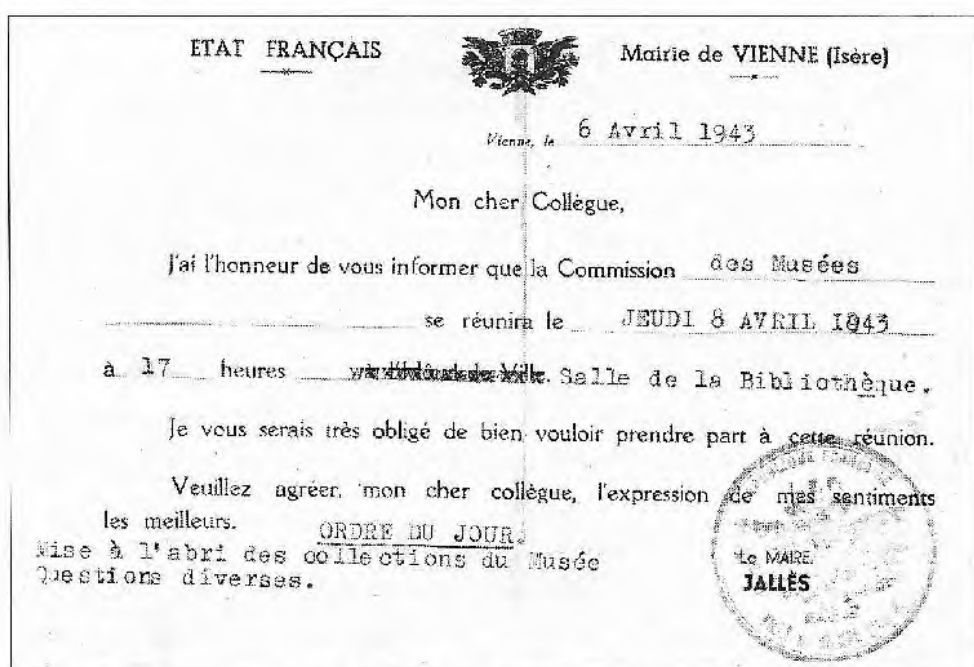 ETAT FRANÇAIS
Mairie de VIENNE (Isère)
Vienne, le 6 Avril 1943
Mon cher Collègue,
J'ai l'honneur de vous informer que la Commission des Musées
se réunira le JEUDI 8 AVRIL 1943
à 17 heures Salle de la Bibliothèque.
Je vous serais très obligé de bien vouloir prendre part à cette réunion.
Veuillez agréer, mon cher collègue, l'expression de mes sentiments
les meilleurs.
ORDRE DU JOUR.
Mise à l'abri des collections du Musée
Questions diverses.
Le MAIRE,
JALLÈS